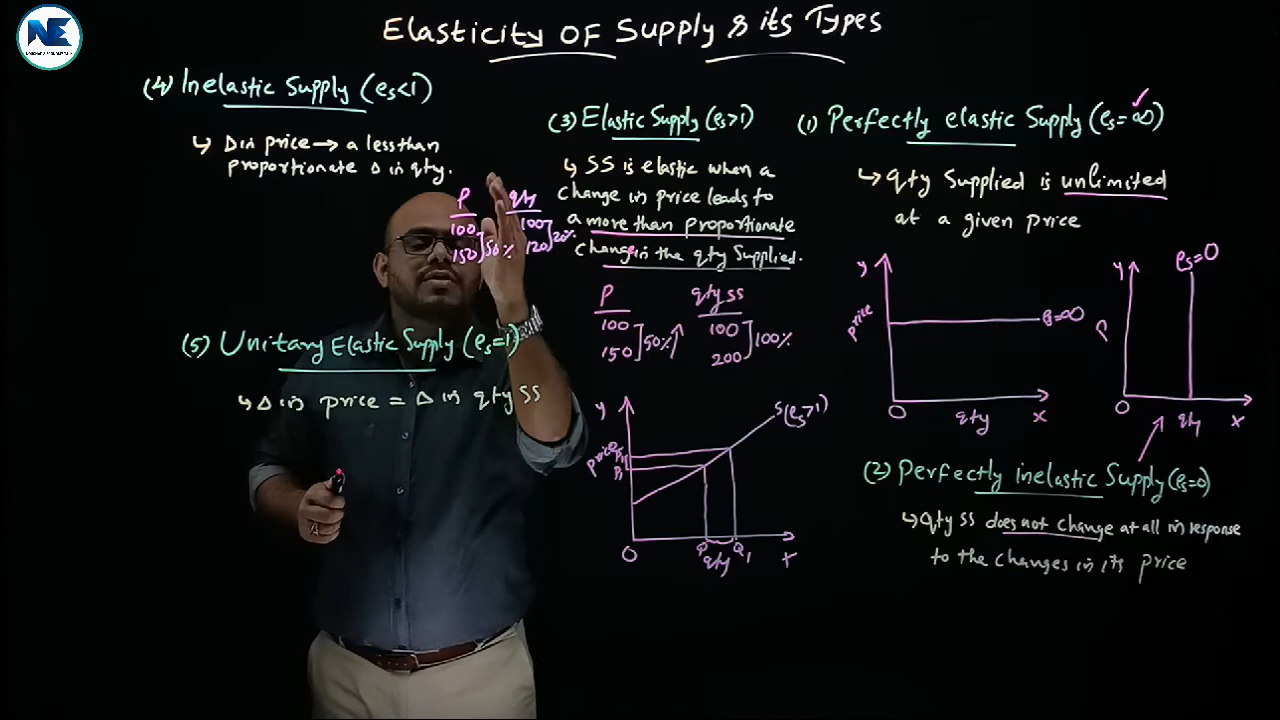 NE
Elasticity OF Supply & its Types
(4) Inelastic Supply (es<1)
↳ Δ in price → a less than
proportionate Δ in qty.
P qty
100 100
150 ] 50% 120 ] 20%
(5) Unitary Elastic Supply (es=1)
↳ Δ in price = Δ in qty SS
(3) Elastic Supply (es>1)
↳ SS is elastic when a
change in price leads to
a more than proportionate
change in the qty Supplied.
P qty ss
100 100
150 ] 50% ↑ 200 ] 100%
y
S(es>1)
price
P1
P
O Q Q1 X
qty
(1) Perfectly elastic Supply (es=∞) ✓
↳ qty Supplied is unlimited
at a given price
y
price
es=∞
O qty X
y es=0
P
O qty X
(2) Perfectly Inelastic Supply (es=0)
↳ Qty SS does not change at all in response
to the changes in its price